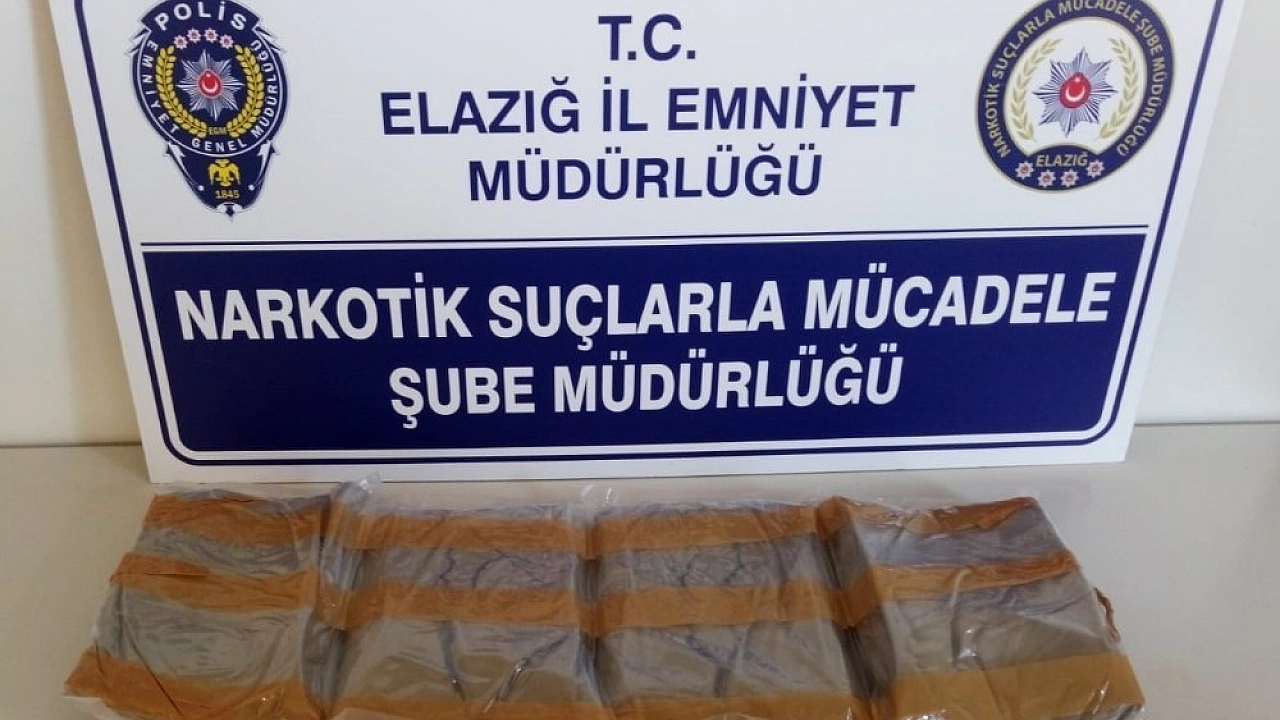 POLİS
EMNİYET GENEL MÜDÜRLÜĞÜ
EGM
1845
T.C.
ELAZIĞ İL EMNİYET
MÜDÜRLÜĞÜ
NARKOTİK SUÇLARLA MÜCADELE ŞUBE MÜDÜRLÜĞÜ
ELAZIĞ
NARKOTİK SUÇLARLA MÜCADELE
ŞUBE MÜDÜRLÜĞÜ